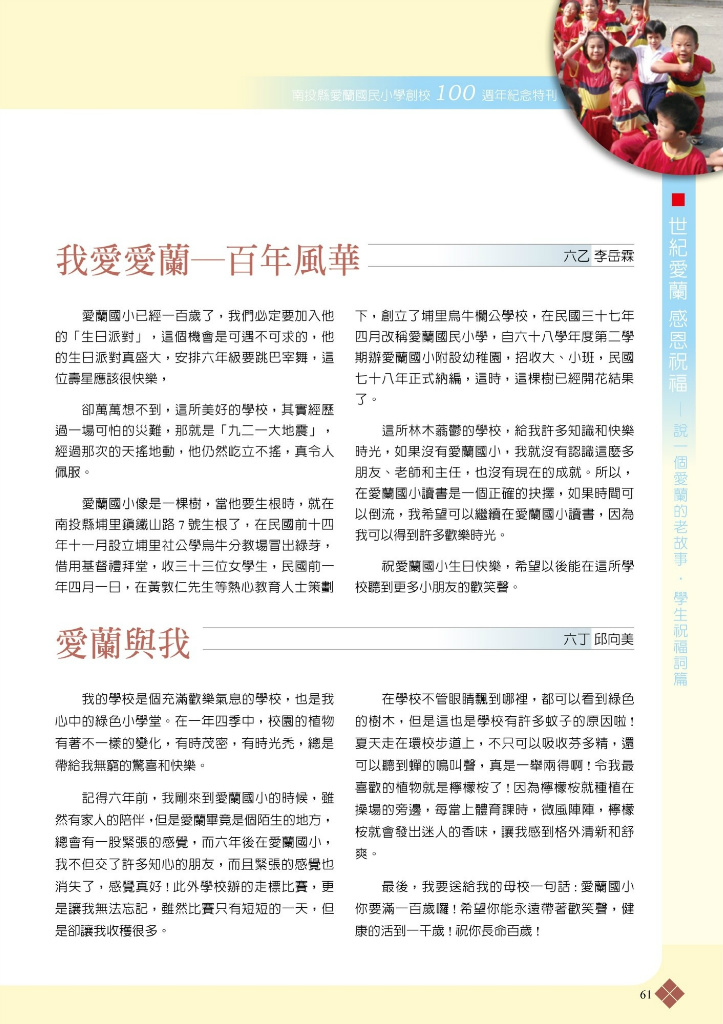 南投縣愛蘭國民小學創校 100 週年紀念特刊
我愛愛蘭—百年風華
六乙 李岳霖
愛蘭國小已經一百歲了，我們必定要加入他
的「生日派對」，這個機會是可遇不可求的，他
的生日派對真盛大，安排六年級要跳巴宰舞，這
位壽星應該很快樂，
卻萬萬想不到，這所美好的學校，其實經歷
過一場可怕的災難，那就是「九二一大地震」，
經過那次的天搖地動，他仍然屹立不搖，真令人
佩服。
愛蘭國小像是一棵樹，當他要生根時，就在
南投縣埔里鎮鐵山路 7 號生根了，在民國前十四
年十一月設立埔里社公學烏牛分教場冒出綠芽，
借用基督禮拜堂，收三十三位女學生，民國前一
年四月一日，在黃敦仁先生等熱心教育人士策劃
下，創立了埔里烏牛欄公學校，在民國三十七年
四月改稱愛蘭國民小學，自六十八學年度第二學
期辦愛蘭國小附設幼稚園，招收大、小班，民國
七十八年正式納編，這時，這棵樹已經開花結果
了。
這所林木蓊鬱的學校，給我許多知識和快樂
時光，如果沒有愛蘭國小，我就沒有認識這麼多
朋友、老師和主任，也沒有現在的成就。所以，
在愛蘭國小讀書是一個正確的抉擇，如果時間可
以倒流，我希望可以繼續在愛蘭國小讀書，因為
我可以得到許多歡樂時光。
祝愛蘭國小生日快樂，希望以後能在這所學
校聽到更多小朋友的歡笑聲。
愛蘭與我
六丁 邱向美
我的學校是個充滿歡樂氣息的學校，也是我
心中的綠色小學堂。在一年四季中，校園的植物
有著不一樣的變化，有時茂密，有時光禿，總是
帶給我無窮的驚喜和快樂。
記得六年前，我剛來到愛蘭國小的時候，雖
然有家人的陪伴，但是愛蘭畢竟是個陌生的地方，
總會有一股緊張的感覺，而六年後在愛蘭國小，
我不但交了許多知心的朋友，而且緊張的感覺也
消失了，感覺真好！此外學校辦的走標比賽，更
是讓我無法忘記，雖然比賽只有短短的一天，但
是卻讓我收穫很多。
在學校不管眼睛飄到哪裡，都可以看到綠色
的樹木，但是這也是學校有許多蚊子的原因啦！
夏天走在環校步道上，不只可以吸收芬多精，還
可以聽到蟬的鳴叫聲，真是一舉兩得啊！令我最
喜歡的植物就是檸檬桉了！因為檸檬桉就種植在
操場的旁邊，每當上體育課時，微風陣陣，檸檬
桉就會發出迷人的香味，讓我感到格外清新和舒
爽。
最後，我要送給我的母校一句話：愛蘭國小
你要滿一百歲囉！希望你能永遠帶著歡笑聲，健
康的活到一千歲！祝你長命百歲！
世紀愛蘭 感恩祝福—說一個愛蘭的老故事．學生祝福詞篇
61